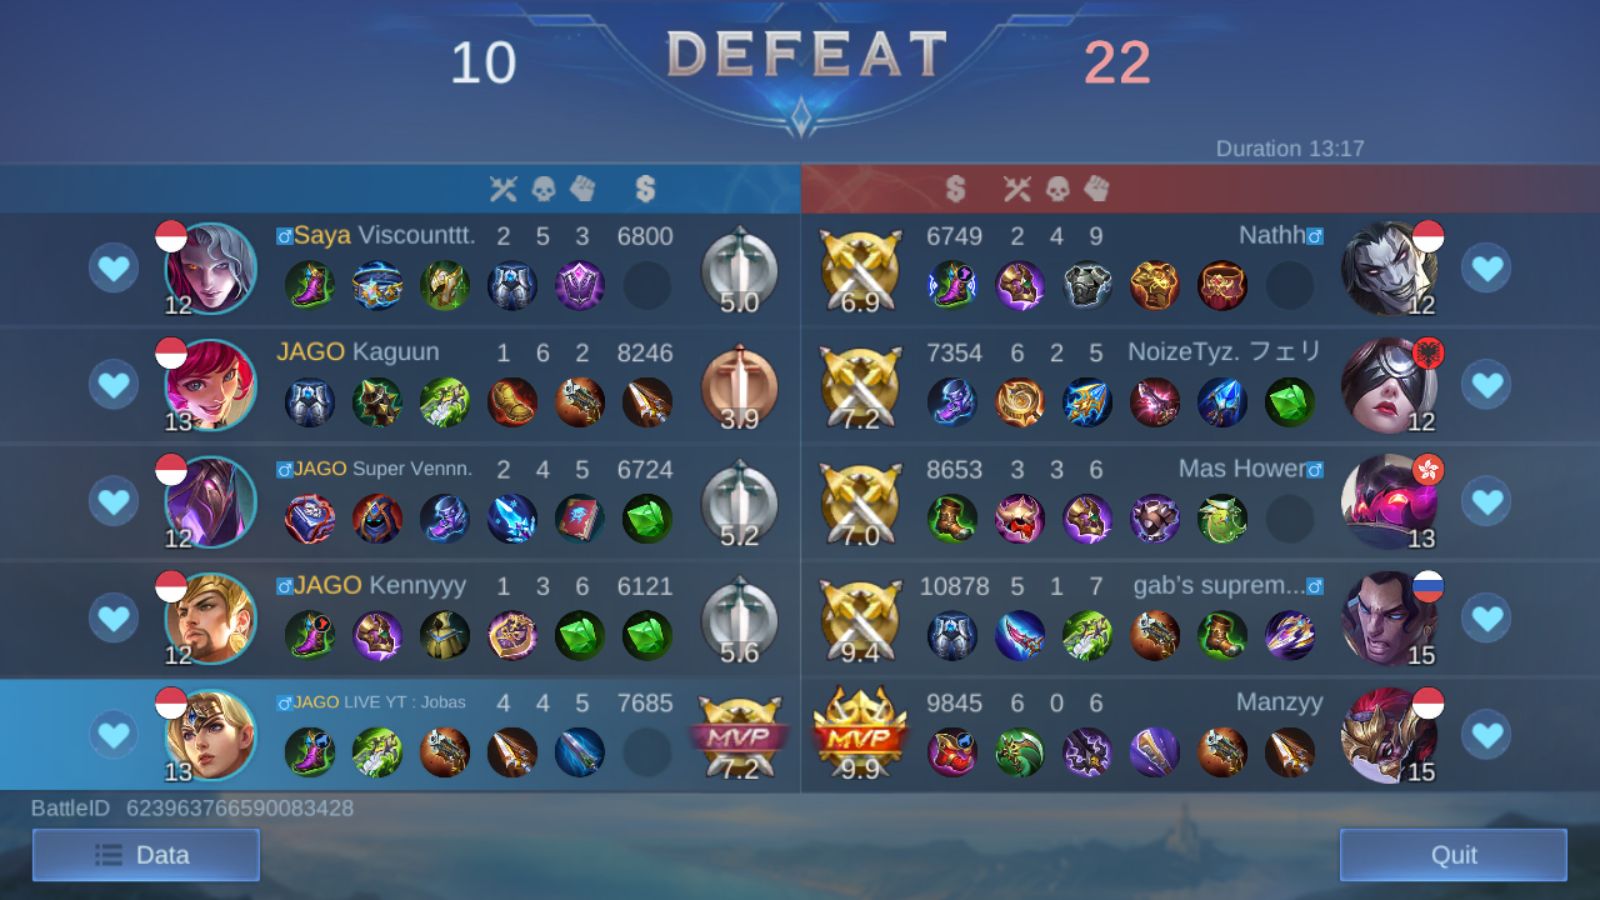 10 DEFEAT 22
Duration 13:17
Saya Viscounttt. 2 5 3 6800
12 5.0
6.9 6749 2 4 9 Nathh
12
JAGO Kaguun 1 6 2 8246
13 3.9
7.2 7354 6 2 5 NoizeTyz. フェリ
12
JAGO Super Vennn. 2 4 5 6724
12 5.2
7.0 8653 3 3 6 Mas Hower
13
JAGO Kennyyy 1 3 6 6121
12 5.6
9.4 10878 5 1 7 gab's suprem...
15
JAGO LIVE YT : Jobas 4 4 5 7685
13 MVP 7.2
MVP 9.9 9845 6 0 6 Manzyy
15
BattleID 623963766590083428
Data
Quit